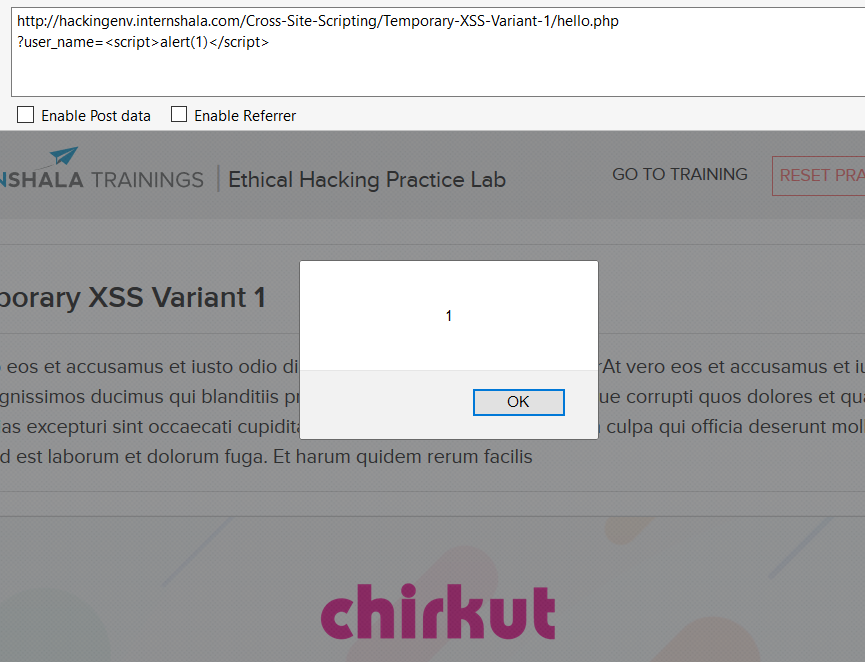 http://hackingenv.internshala.com/Cross-Site-Scripting/Temporary-XSS-Variant-1/hello.php
?user_name=<script>alert(1)</script>
Enable Post data Enable Referrer
NSHALA TRAININGS Ethical Hacking Practice Lab GO TO TRAINING RESET PRA
porary XSS Variant 1
1
OK
eos et accusamus et iusto odio di rAt vero eos et accusamus et iu
gnissimos ducimus qui blanditiis pr ue corrupti quos dolores et qua
as excepturi sint occaecati cupidita culpa qui officia deserunt moll
d est laborum et dolorum fuga. Et harum quidem rerum facilis
chirkut